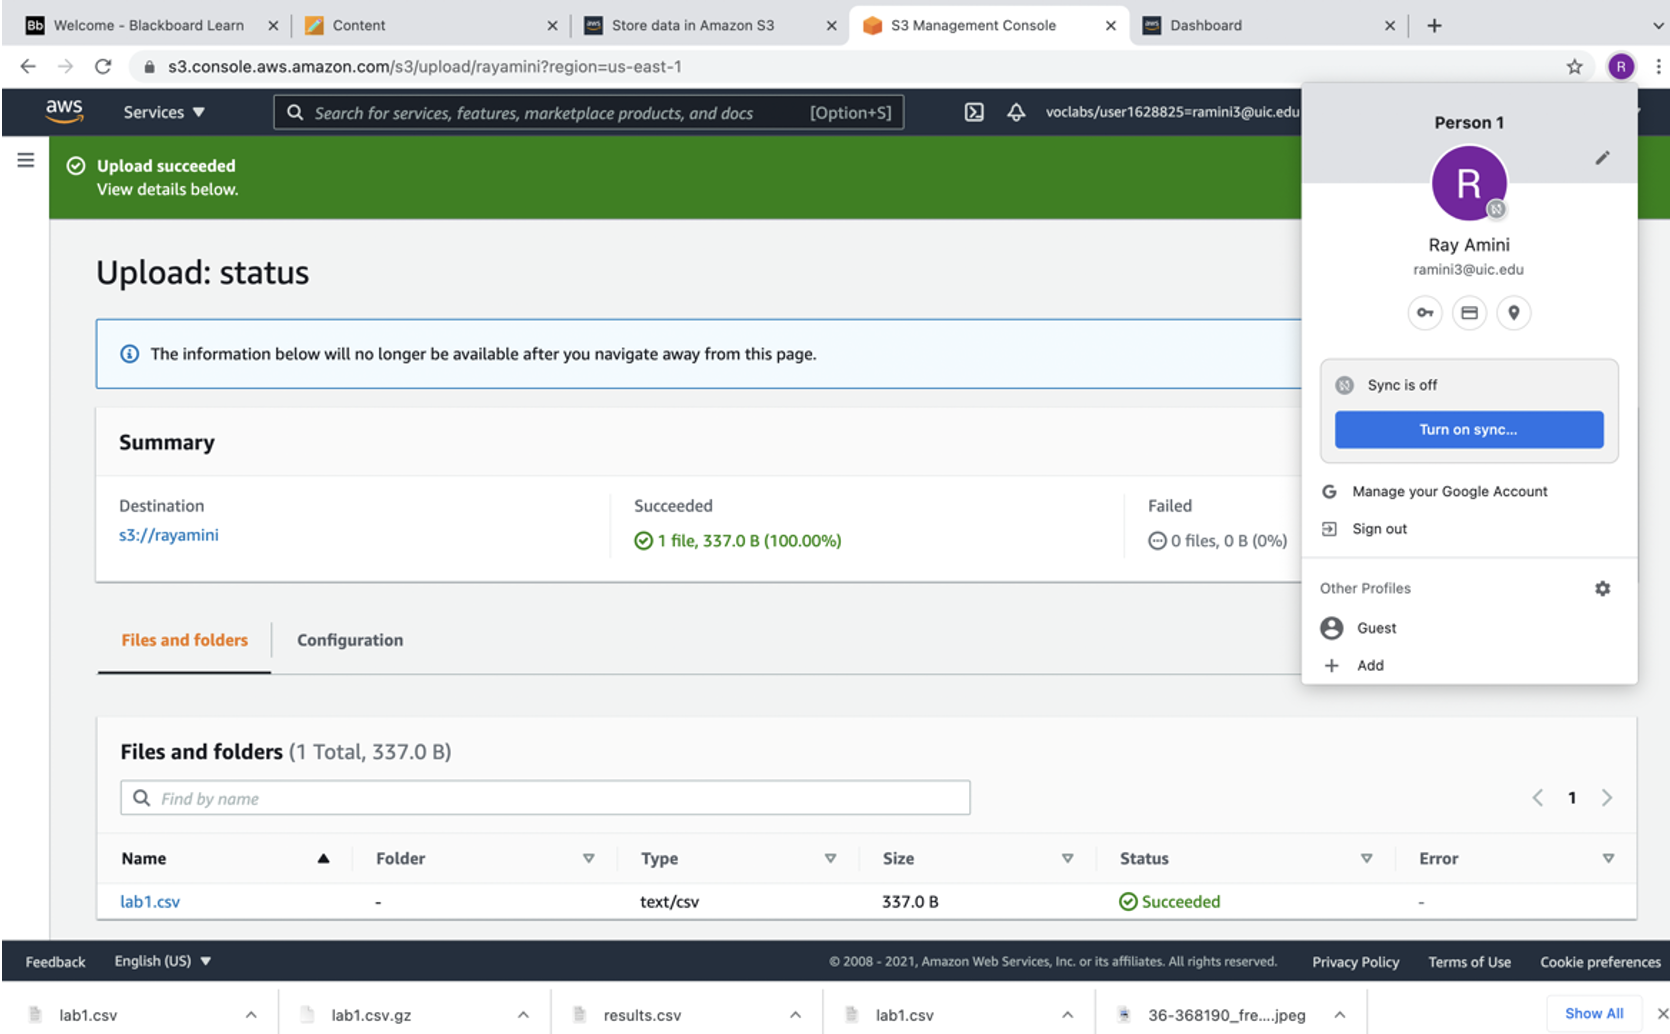 Bb Welcome - Blackboard Learn
Content
aws Store data in Amazon S3
S3 Management Console
aws Dashboard
s3.console.aws.amazon.com/s3/upload/rayamini?region=us-east-1
R
aws
Services
Search for services, features, marketplace products, and docs [Option+S]
voclabs/user1628825=ramini3@uic.edu
Upload succeeded
View details below.
Person 1
R
Ray Amini
ramini3@uic.edu
Sync is off
Turn on sync...
Manage your Google Account
Sign out
Other Profiles
Guest
Add
Upload: status
The information below will no longer be available after you navigate away from this page.
Summary
Destination
s3://rayamini
Succeeded
1 file, 337.0 B (100.00%)
Failed
0 files, 0 B (0%)
Files and folders
Configuration
Files and folders (1 Total, 337.0 B)
Find by name
1
Name Folder Type Size Status Error
lab1.csv - text/csv 337.0 B Succeeded -
Feedback English (US) © 2008 - 2021, Amazon Web Services, Inc. or its affiliates. All rights reserved. Privacy Policy Terms of Use Cookie preferences
lab1.csv
lab1.csv.gz
results.csv
lab1.csv
36-368190_fre....jpeg
Show All